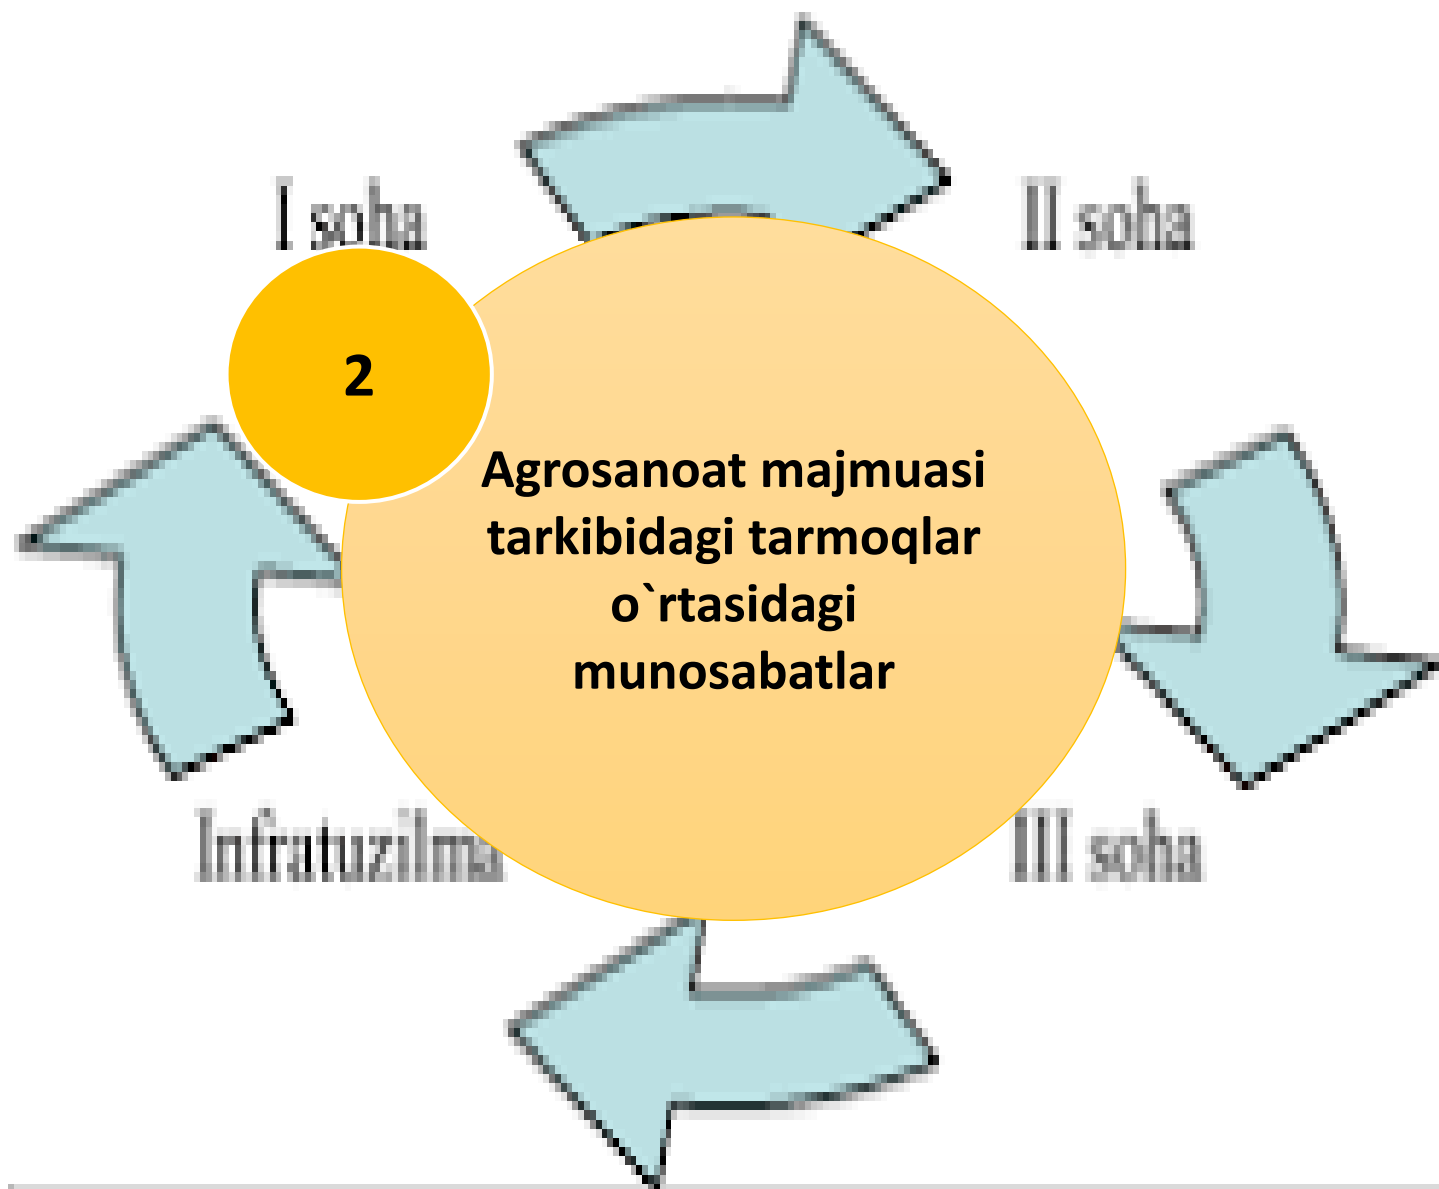 I soha
II soha
2
Agrosanoat majmuasi
tarkibidagi tarmoqlar
o`rtasidagi
munosabatlar
Infratuzilma
III soha